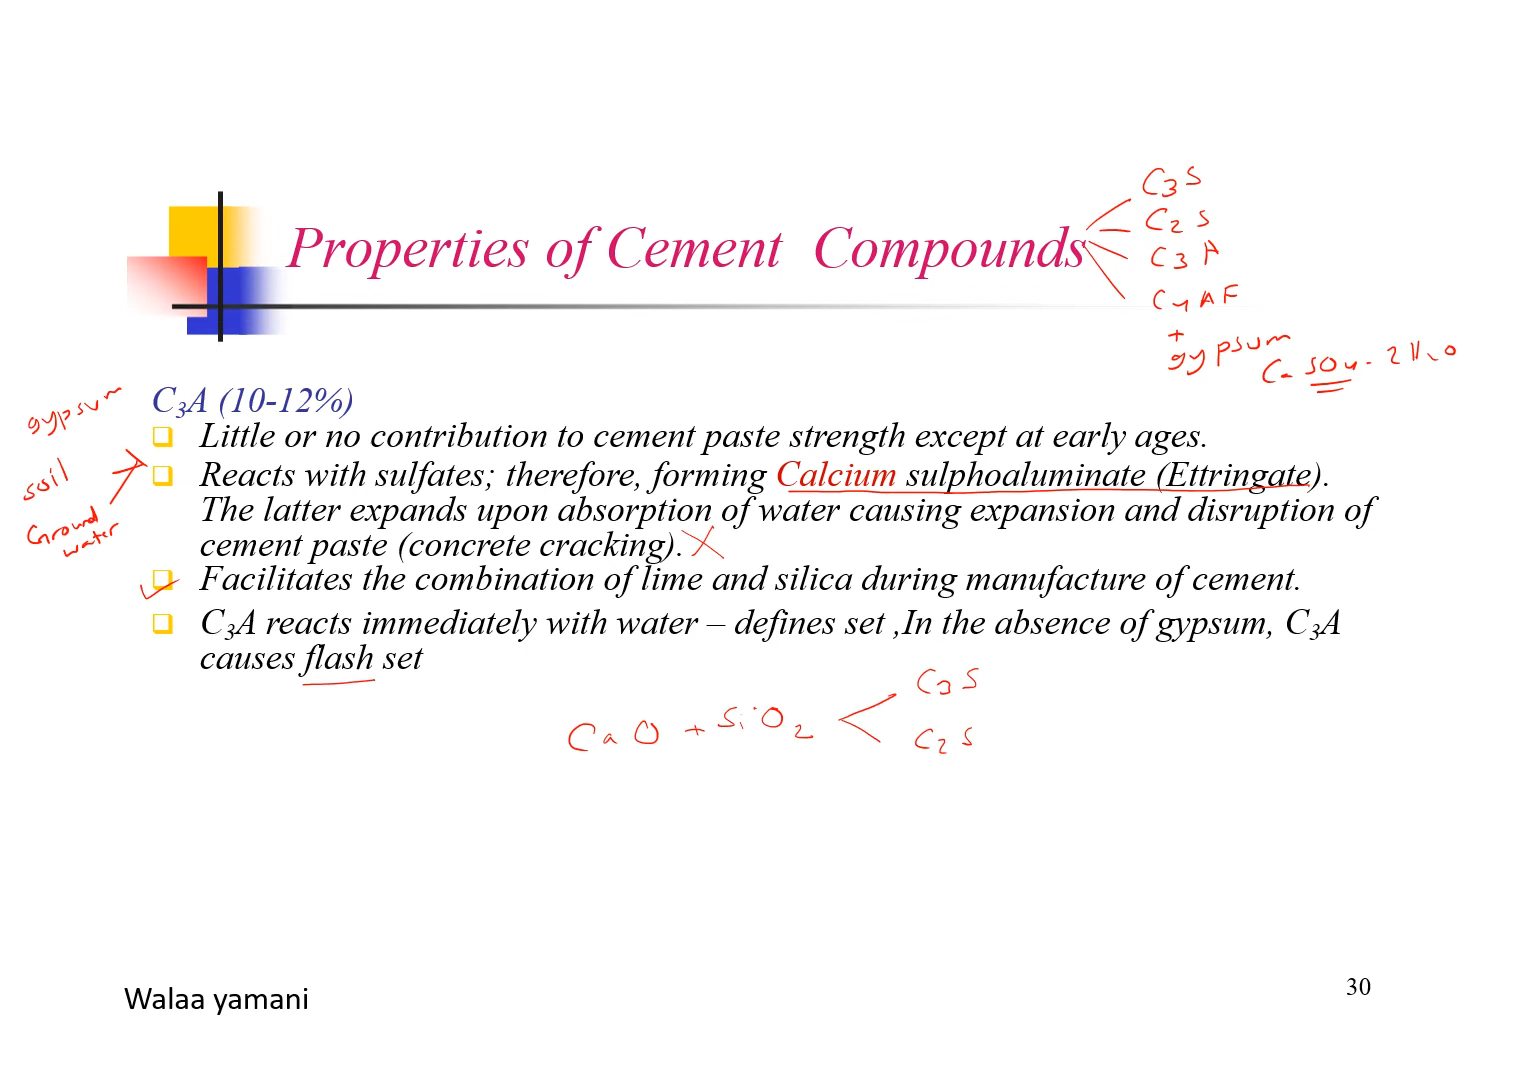 C3S
C2S
Properties of Cement Compounds
C3A
C4AF
+
gypsum
CaSO4. 2H2O
gypsum
C3A (10-12%)
Little or no contribution to cement paste strength except at early ages.
soil
Reacts with sulfates; therefore, forming Calcium sulphoaluminate (Ettringate).
Ground
water
The latter expands upon absorption of water causing expansion and disruption of
cement paste (concrete cracking).
Facilitates the combination of lime and silica during manufacture of cement.
C3A reacts immediately with water – defines set ,In the absence of gypsum, C3A
causes flash set
CaO + SiO2
C3S
C2S
Walaa yamani
30